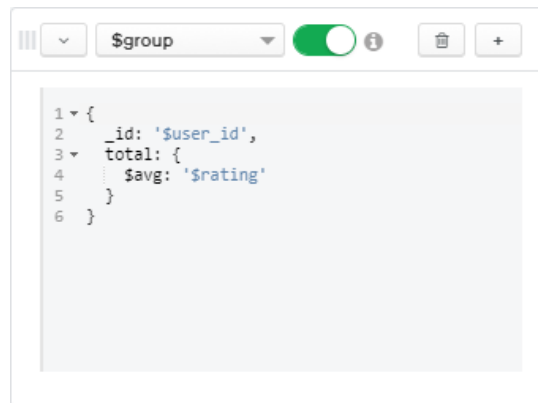 $group
1 {
2 _id: '$user_id',
3 total: {
4 $avg: '$rating'
5 }
6 }